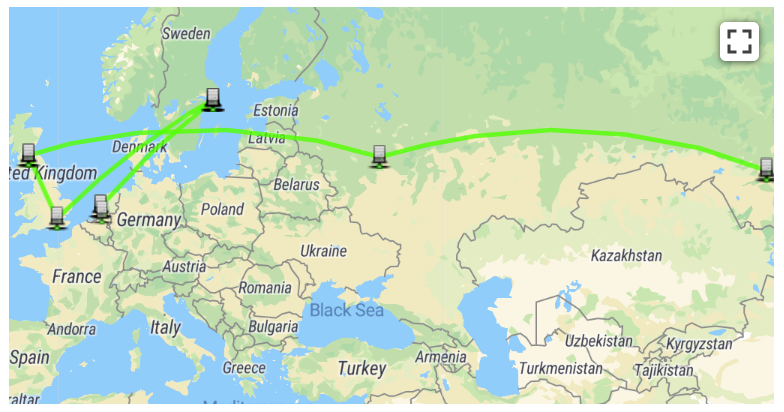 Sweden
Estonia
Latvia
Denmark
ted Kingdom
Belarus
Poland
Germany
Ukraine
Kazakhstan
France
Austria
Romania
Black Sea
Andorra
Italy
Bulgaria
Uzbekistan
Kyrgyzstan
Spain
Greece
Turkey
Armenia
Turkmenistan
Tajikistan